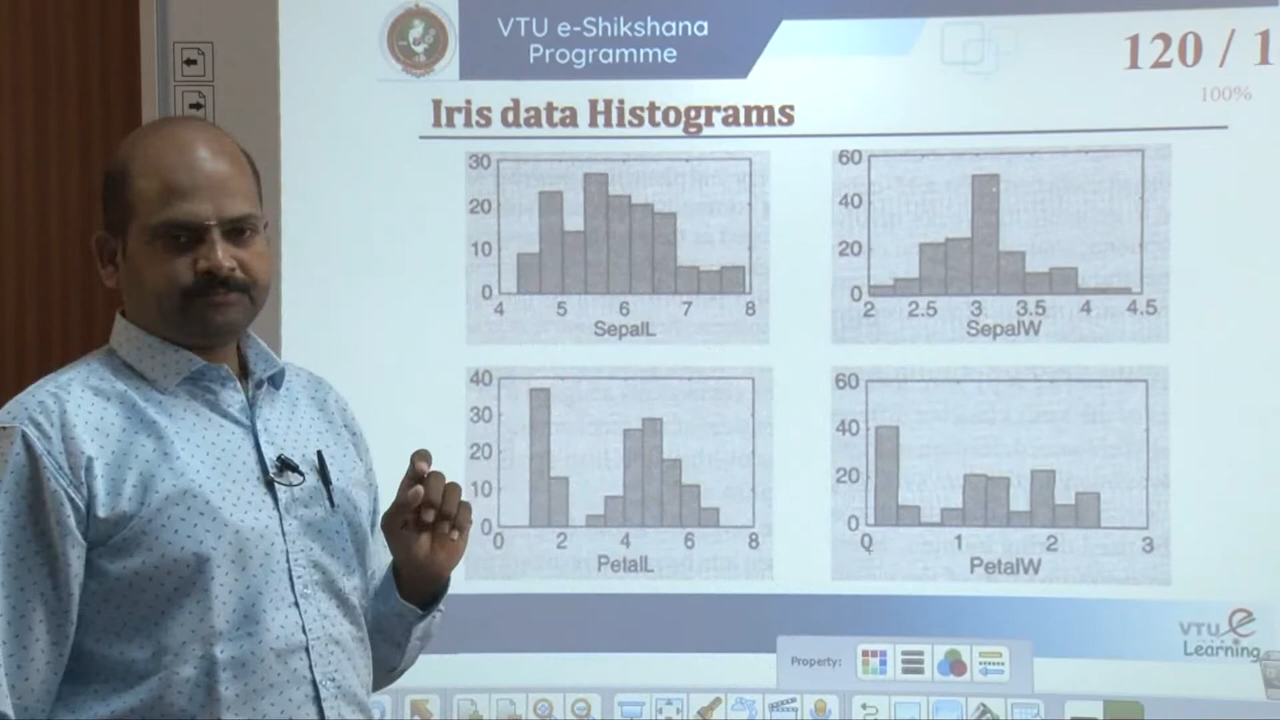 VTU e-Shikshana
Programme
120 / 1
100%
Iris data Histograms
30
20
10
0
4 5 6 7 8
SepalL
60
40
20
0
2 2.5 3 3.5 4 4.5
SepalW
40
30
20
10
0
0 2 4 6 8
PetalL
60
40
20
0
0 1 2 3
PetalW
VTU e
Learning
Property: